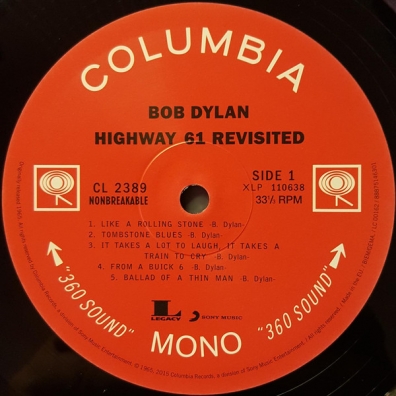 COLUMBIA
BOB DYLAN
HIGHWAY 61 REVISITED
CL 2389
NONBREAKABLE
SIDE 1
XLP 110638
33⅓ RPM
1. LIKE A ROLLING STONE -B. Dylan-
2. TOMBSTONE BLUES -B. Dylan-
3. IT TAKES A LOT TO LAUGH, IT TAKES A
TRAIN TO CRY -B. Dylan-
4. FROM A BUICK 6 -B. Dylan-
5. BALLAD OF A THIN MAN -B. Dylan-
L
LEGACY
SONY MUSIC
"360 SOUND"
MONO
"360 SOUND"